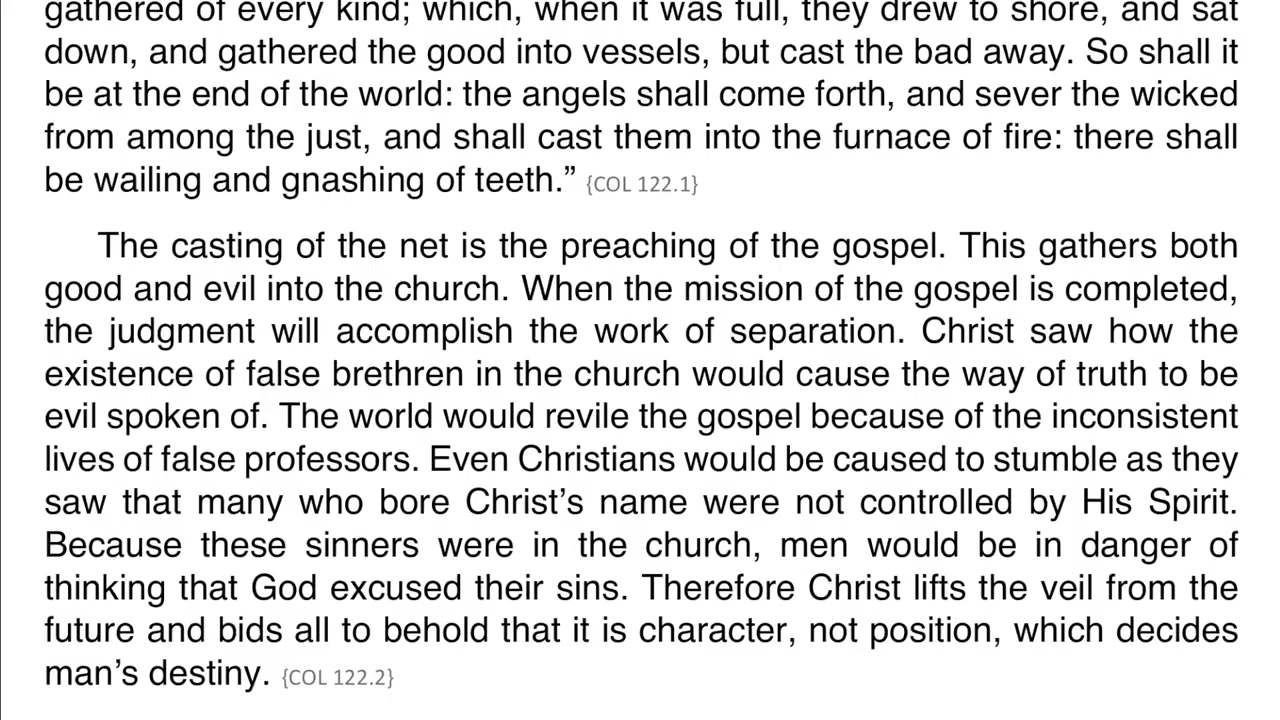 gathered of every kind; which, when it was full, they drew to shore, and sat
down, and gathered the good into vessels, but cast the bad away. So shall it
be at the end of the world: the angels shall come forth, and sever the wicked
from among the just, and shall cast them into the furnace of fire: there shall
be wailing and gnashing of teeth.” {COL 122.1}
The casting of the net is the preaching of the gospel. This gathers both
good and evil into the church. When the mission of the gospel is completed,
the judgment will accomplish the work of separation. Christ saw how the
existence of false brethren in the church would cause the way of truth to be
evil spoken of. The world would revile the gospel because of the inconsistent
lives of false professors. Even Christians would be caused to stumble as they
saw that many who bore Christ’s name were not controlled by His Spirit.
Because these sinners were in the church, men would be in danger of
thinking that God excused their sins. Therefore Christ lifts the veil from the
future and bids all to behold that it is character, not position, which decides
man’s destiny. {COL 122.2}